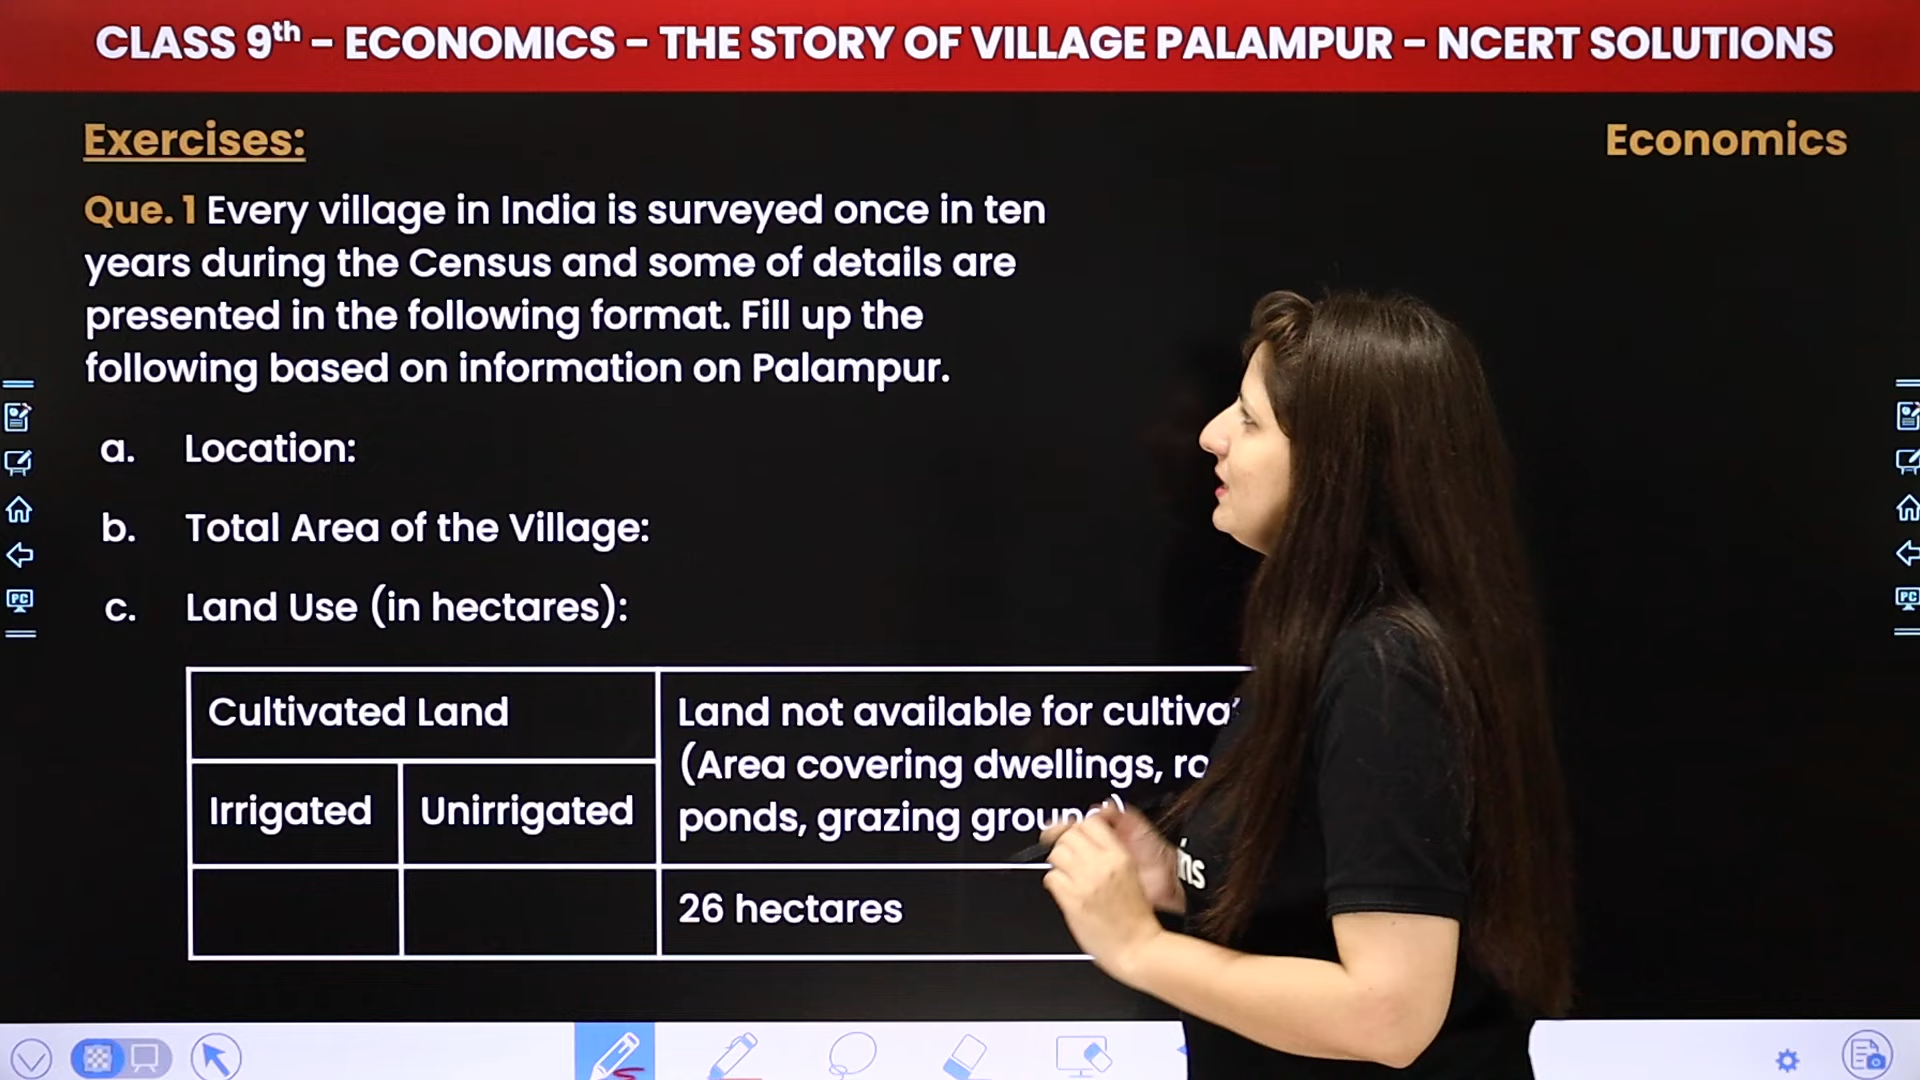 CLASS 9th – ECONOMICS – THE STORY OF VILLAGE PALAMPUR – NCERT SOLUTIONS
Exercises:
Economics
Que. 1 Every village in India is surveyed once in ten
years during the Census and some of details are
presented in the following format. Fill up the
following based on information on Palampur.
a. Location:
b. Total Area of the Village:
c. Land Use (in hectares):
Cultivated Land
Land not available for
(Area covering dwellings,
ponds, grazing
Irrigated
Unirrigated
26 hectares
PC
PC